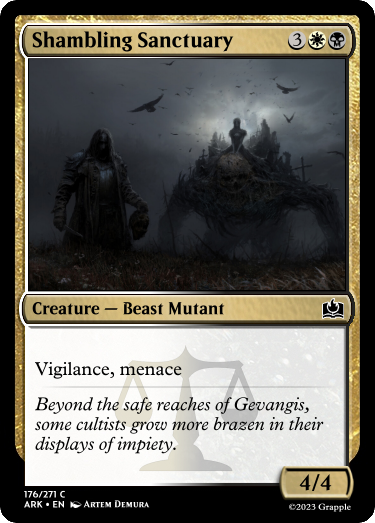 Shambling Sanctuary 3
Creature — Beast Mutant
Vigilance, menace
Beyond the safe reaches of Gevangis,
some cultists grow more brazen in their
displays of impiety.
4/4
176/271 C
ARK • EN Artem Demura
©2023 Grapple